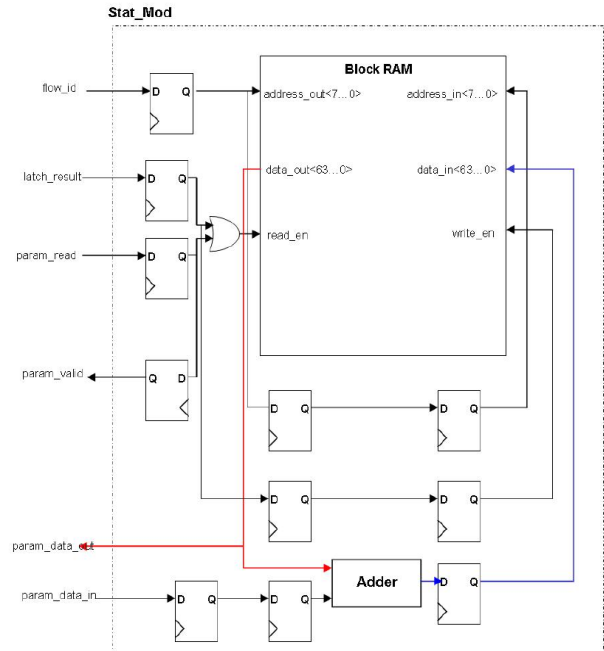 Stat_Mod
Block RAM
flow_id
D Q
address_out<7...0>
address_in<7...0>
latch_result
D Q
data_out<63...0>
data_in<63...0>
param_read
D Q
read_en
write_en
param_valid
Q D
D Q
D Q
D Q
D Q
param_data_out
Adder
D Q
param_data_in
D Q
D Q